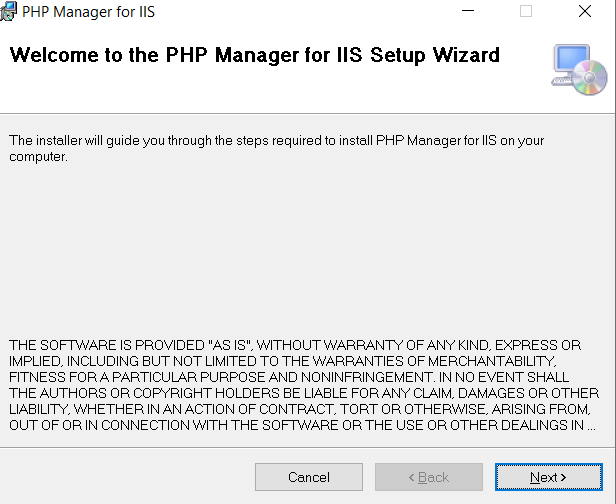 PHP Manager for IIS
Welcome to the PHP Manager for IIS Setup Wizard
The installer will guide you through the steps required to install PHP Manager for IIS on your
computer.
THE SOFTWARE IS PROVIDED "AS IS", WITHOUT WARRANTY OF ANY KIND, EXPRESS OR
IMPLIED, INCLUDING BUT NOT LIMITED TO THE WARRANTIES OF MERCHANTABILITY,
FITNESS FOR A PARTICULAR PURPOSE AND NONINFRINGEMENT. IN NO EVENT SHALL
THE AUTHORS OR COPYRIGHT HOLDERS BE LIABLE FOR ANY CLAIM, DAMAGES OR OTHER
LIABILITY, WHETHER IN AN ACTION OF CONTRACT, TORT OR OTHERWISE, ARISING FROM,
OUT OF OR IN CONNECTION WITH THE SOFTWARE OR THE USE OR OTHER DEALINGS IN ...
Cancel
< Back
Next >